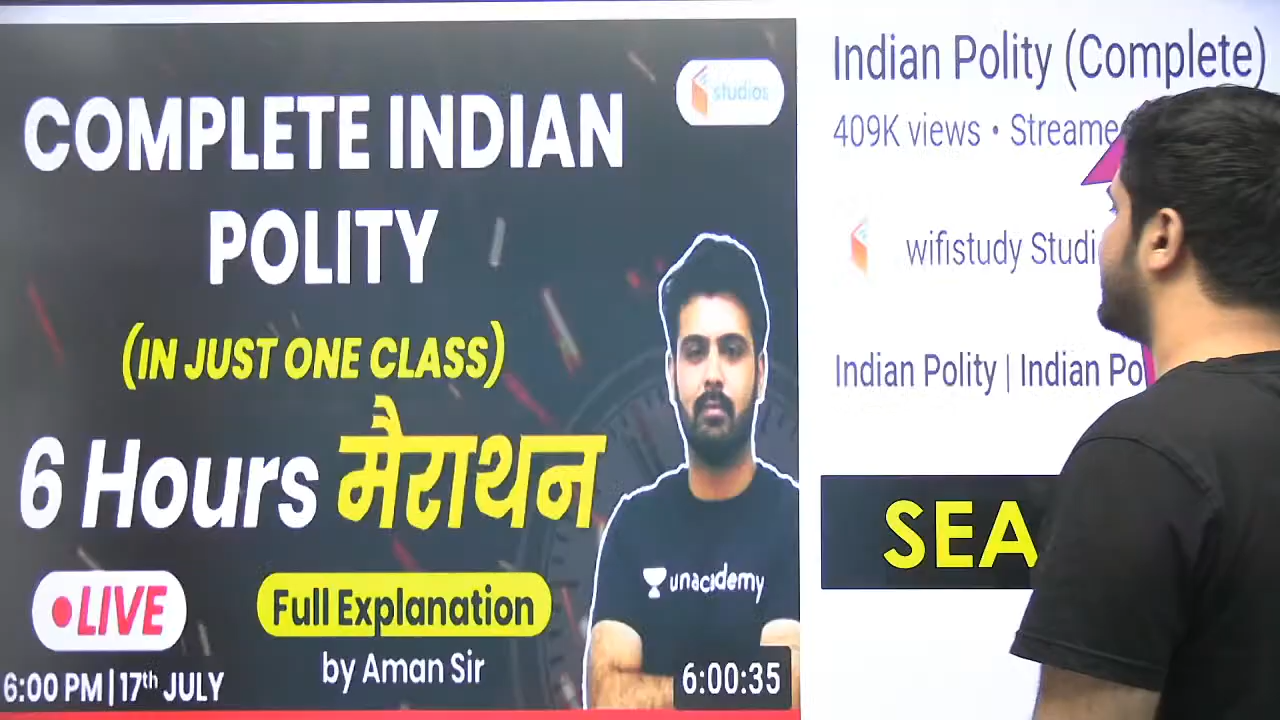 COMPLETE INDIAN
POLITY
(IN JUST ONE CLASS)
6 Hours मैराथन
LIVE
Full Explanation
by Aman Sir
6:00 PM | 17th JULY
studios
unacademy
6:00:35
Indian Polity (Complete)
409K views • Streame
wifistudy Studi
Indian Polity | Indian Po
SEA